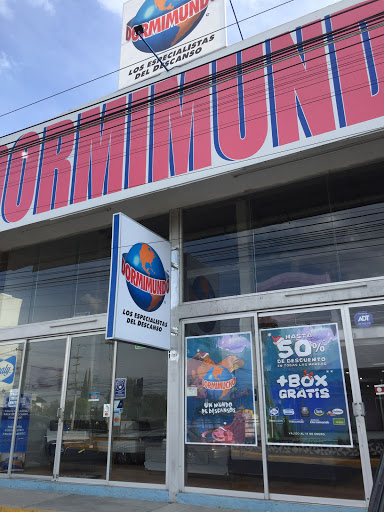 DORMIMUNDO
LOS ESPECIALISTAS
DEL DESCANSO
DORMIMUNDO
DORMIMUNDO
LOS ESPECIALISTAS
DEL DESCANSO
ADT
Sealy
DORMIMUNDO
UN MUNDO
DE DESCANSO
HASTA
50%
DE DESCUENTO
+BOX
GRATIS